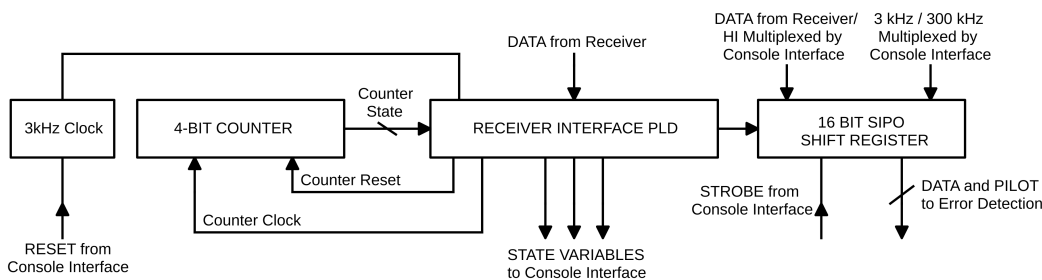 DATA from Receiver/
HI Multiplexed by
Console Interface
3 kHz / 300 kHz
Multiplexed by
Console Interface
DATA from Receiver
Counter
State
3kHz Clock
4-BIT COUNTER
RECEIVER INTERFACE PLD
16 BIT SIPO
SHIFT REGISTER
Counter Reset
Counter Clock
STROBE from
Console Interface
DATA and PILOT
to Error Detection
RESET from
Console Interface
STATE VARIABLES
to Console Interface